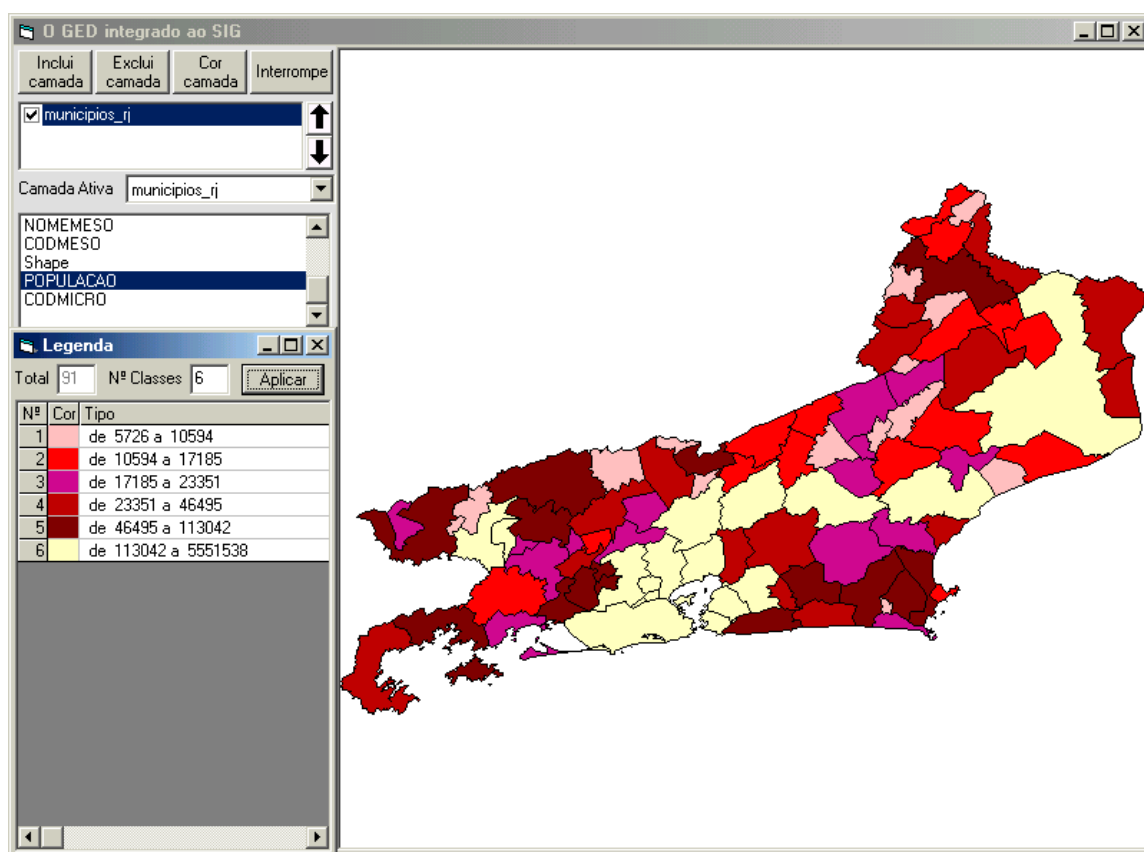 O GED integrado ao SIG
Inclui camada
Exclui camada
Cor camada
Interrompe
municipios_rj
Camada Ativa municipios_rj
NOMEMESO
CODMESO
Shape
POPULACAO
CODMICRO
Legenda
Total 91 Nº Classes 6 Aplicar
Nº Cor Tipo
1 de 5726 a 10594
2 de 10594 a 17185
3 de 17185 a 23351
4 de 23351 a 46495
5 de 46495 a 113042
6 de 113042 a 5551538